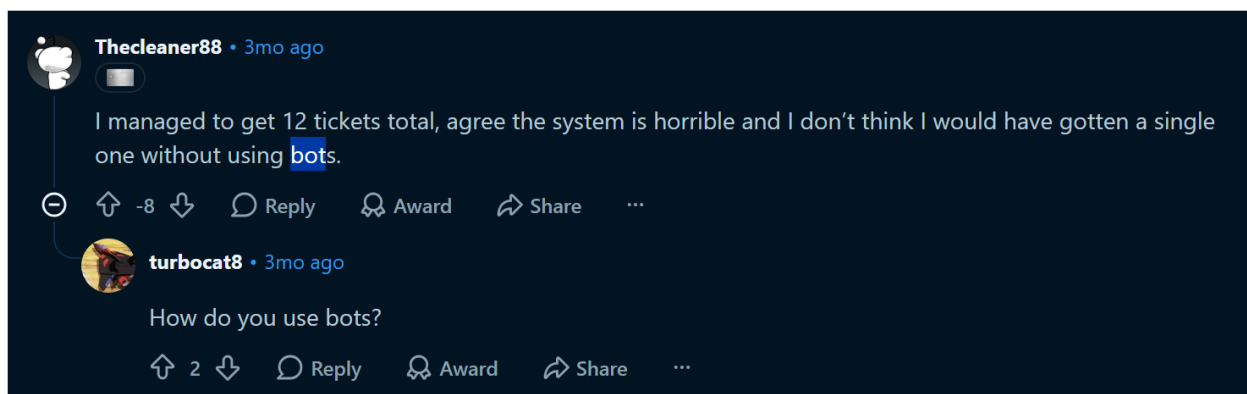 Thecleaner88 • 3mo ago
I managed to get 12 tickets total, agree the system is horrible and I don’t think I would have gotten a single
one without using bots.
-8 Reply Award Share ...
turbocat8 • 3mo ago
How do you use bots?
2 Reply Award Share ...